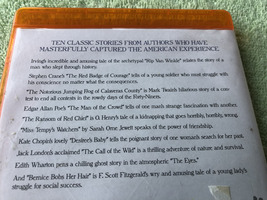 TEN CLASSIC STORIES FROM AUTHORS WHO HAVE
MASTERFULLY CAPTURED THE AMERICAN EXPERIENCE
Irving's incredible and amusing tale of the archetypal "Rip Van Winkle" relates the story of a
man who slept through history.
Stephen Crane's "The Red Badge of Courage" tells of a young soldier who must struggle with
his conscience no matter what the consequences.
"The Notorious Jumping Frog of Calaveras County" is Mark Twain's hilarious story of a con-
test to end all contests in the rowdy days of the Forty-Niners.
Edgar Allan Poe's "The Man of the Crowd" tells of one man's strange fascination with another.
"The Ransom of Red Chief" is O. Henry's tale of a kidnapping that goes horribly, horribly, wrong.
"Miss Tempy's Watchers" by Sarah Orne Jewett speaks of the power of friendship.
Kate Chopin's lovely "Desiree's Baby" tells the poignant story of one woman's search for her past.
Jack London's acclaimed "The Call of the Wild" is a thrilling adventure of nature and survival.
Edith Wharton pens a chilling ghost story in the atmospheric "The Eyes."
And "Bernice Bobs Her Hair" is F. Scott Fitzgerald's wry and amusing tale of a young lady's
struggle for social success.